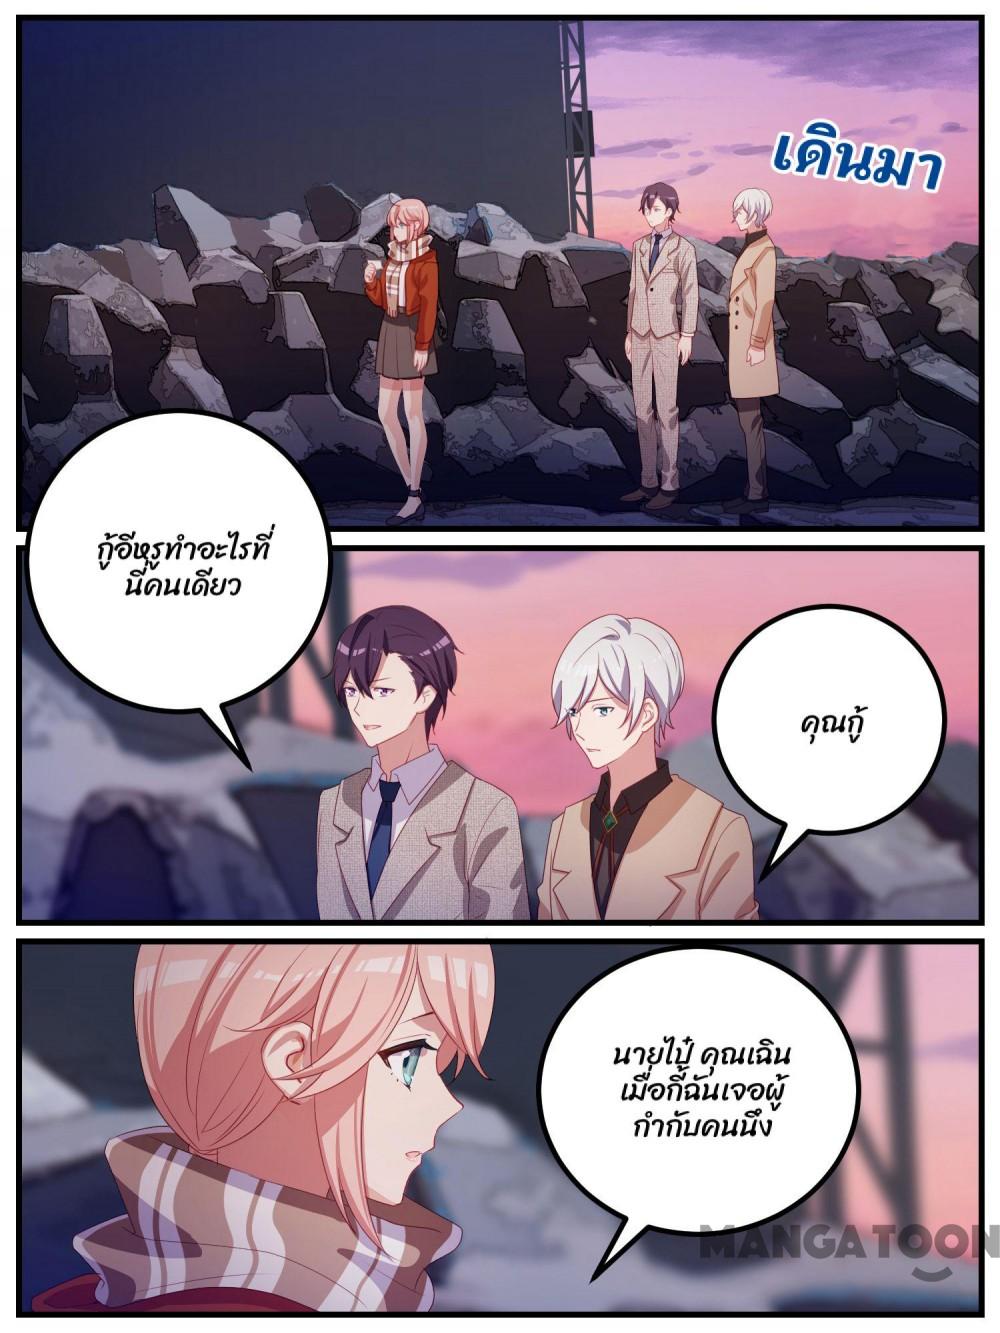 เดินมา
กู้อีหรูทำอะไรที่
นี่คนเดียว
คุณกู้
นายไป๋ คุณเฉิน
เมื่อกี้ฉันเจอผู้
กำกับคนนึง
MANGATOON